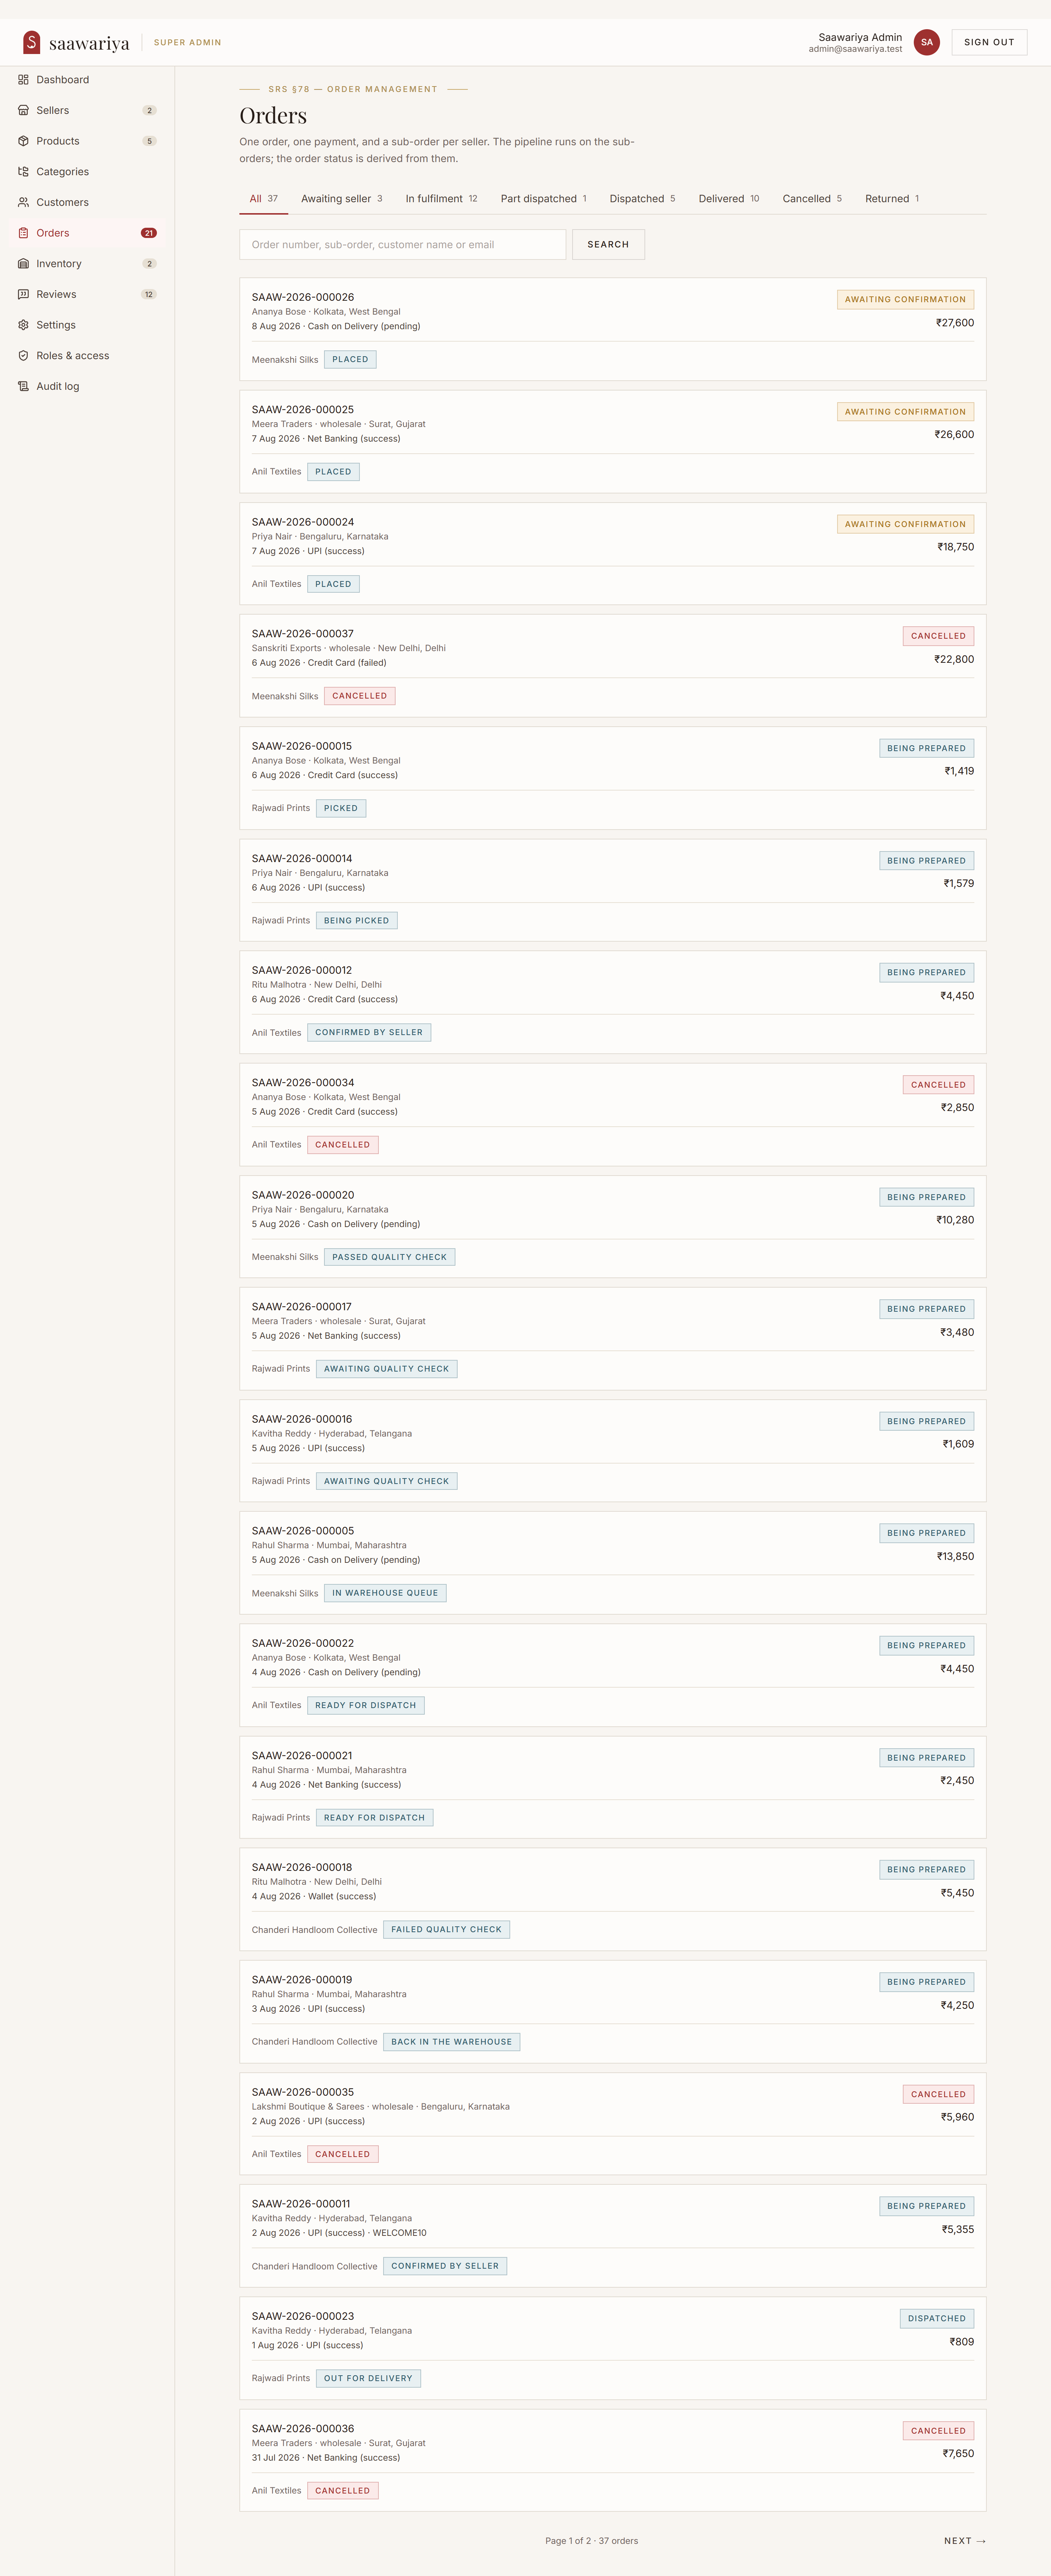 saawariya
SUPER ADMIN
Saawariya Admin
admin@saawariya.test
SA
SIGN OUT
Dashboard
Sellers 2
Products 5
Categories
Customers
Orders 21
Inventory 2
Reviews 12
Settings
Roles & access
Audit log
SRS §78 — ORDER MANAGEMENT
Orders
One order, one payment, and a sub-order per seller. The pipeline runs on the sub-
orders; the order status is derived from them.
All 37 Awaiting seller 3 In fulfilment 12 Part dispatched 1 Dispatched 5 Delivered 10 Cancelled 5 Returned 1
Order number, sub-order, customer name or email
SEARCH
SAAW-2026-000026
AWAITING CONFIRMATION
Ananya Bose · Kolkata, West Bengal
8 Aug 2026 · Cash on Delivery (pending)
₹27,600
Meenakshi Silks PLACED
SAAW-2026-000025
AWAITING CONFIRMATION
Meera Traders · wholesale · Surat, Gujarat
7 Aug 2026 · Net Banking (success)
₹26,600
Anil Textiles PLACED
SAAW-2026-000024
AWAITING CONFIRMATION
Priya Nair · Bengaluru, Karnataka
7 Aug 2026 · UPI (success)
₹18,750
Anil Textiles PLACED
SAAW-2026-000037
CANCELLED
Sanskriti Exports · wholesale · New Delhi, Delhi
6 Aug 2026 · Credit Card (failed)
₹22,800
Meenakshi Silks CANCELLED
SAAW-2026-000015
BEING PREPARED
Ananya Bose · Kolkata, West Bengal
6 Aug 2026 · Credit Card (success)
₹1,419
Rajwadi Prints PICKED
SAAW-2026-000014
BEING PREPARED
Priya Nair · Bengaluru, Karnataka
6 Aug 2026 · UPI (success)
₹1,579
Rajwadi Prints BEING PICKED
SAAW-2026-000012
BEING PREPARED
Ritu Malhotra · New Delhi, Delhi
6 Aug 2026 · Credit Card (success)
₹4,450
Anil Textiles CONFIRMED BY SELLER
SAAW-2026-000034
CANCELLED
Ananya Bose · Kolkata, West Bengal
5 Aug 2026 · Credit Card (success)
₹2,850
Anil Textiles CANCELLED
SAAW-2026-000020
BEING PREPARED
Priya Nair · Bengaluru, Karnataka
5 Aug 2026 · Cash on Delivery (pending)
₹10,280
Meenakshi Silks PASSED QUALITY CHECK
SAAW-2026-000017
BEING PREPARED
Meera Traders · wholesale · Surat, Gujarat
5 Aug 2026 · Net Banking (success)
₹3,480
Rajwadi Prints AWAITING QUALITY CHECK
SAAW-2026-000016
BEING PREPARED
Kavitha Reddy · Hyderabad, Telangana
5 Aug 2026 · UPI (success)
₹1,609
Rajwadi Prints AWAITING QUALITY CHECK
SAAW-2026-000005
BEING PREPARED
Rahul Sharma · Mumbai, Maharashtra
5 Aug 2026 · Cash on Delivery (pending)
₹13,850
Meenakshi Silks IN WAREHOUSE QUEUE
SAAW-2026-000022
BEING PREPARED
Ananya Bose · Kolkata, West Bengal
4 Aug 2026 · Cash on Delivery (pending)
₹4,450
Anil Textiles READY FOR DISPATCH
SAAW-2026-000021
BEING PREPARED
Rahul Sharma · Mumbai, Maharashtra
4 Aug 2026 · Net Banking (success)
₹2,450
Rajwadi Prints READY FOR DISPATCH
SAAW-2026-000018
BEING PREPARED
Ritu Malhotra · New Delhi, Delhi
4 Aug 2026 · Wallet (success)
₹5,450
Chanderi Handloom Collective FAILED QUALITY CHECK
SAAW-2026-000019
BEING PREPARED
Rahul Sharma · Mumbai, Maharashtra
3 Aug 2026 · UPI (success)
₹4,250
Chanderi Handloom Collective BACK IN THE WAREHOUSE
SAAW-2026-000035
CANCELLED
Lakshmi Boutique & Sarees · wholesale · Bengaluru, Karnataka
2 Aug 2026 · UPI (success)
₹5,960
Anil Textiles CANCELLED
SAAW-2026-000011
BEING PREPARED
Kavitha Reddy · Hyderabad, Telangana
2 Aug 2026 · UPI (success) · WELCOME10
₹5,355
Chanderi Handloom Collective CONFIRMED BY SELLER
SAAW-2026-000023
DISPATCHED
Kavitha Reddy · Hyderabad, Telangana
1 Aug 2026 · UPI (success)
₹809
Rajwadi Prints OUT FOR DELIVERY
SAAW-2026-000036
CANCELLED
Meera Traders · wholesale · Surat, Gujarat
31 Jul 2026 · Net Banking (success)
₹7,650
Anil Textiles CANCELLED
Page 1 of 2 · 37 orders
NEXT →